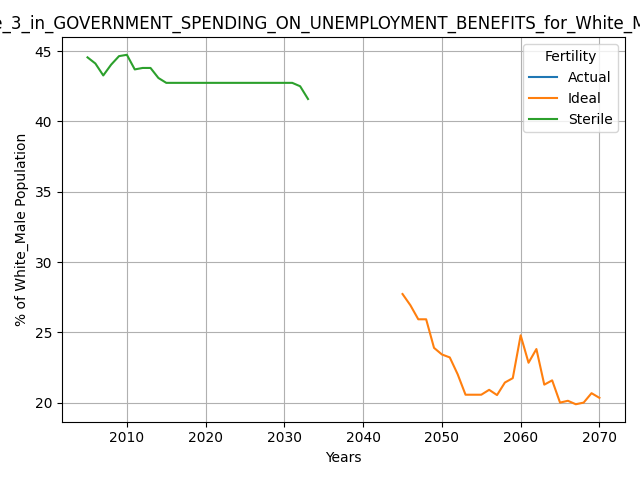 e_3_in_GOVERNMENT_SPENDING_ON_UNEMPLOYMENT_BENEFITS_for_White_M
Fertility
Actual
Ideal
Sterile
% of White_Male Population
45
40
35
30
25
20
2010
2020
2030
2040
2050
2060
2070
Years